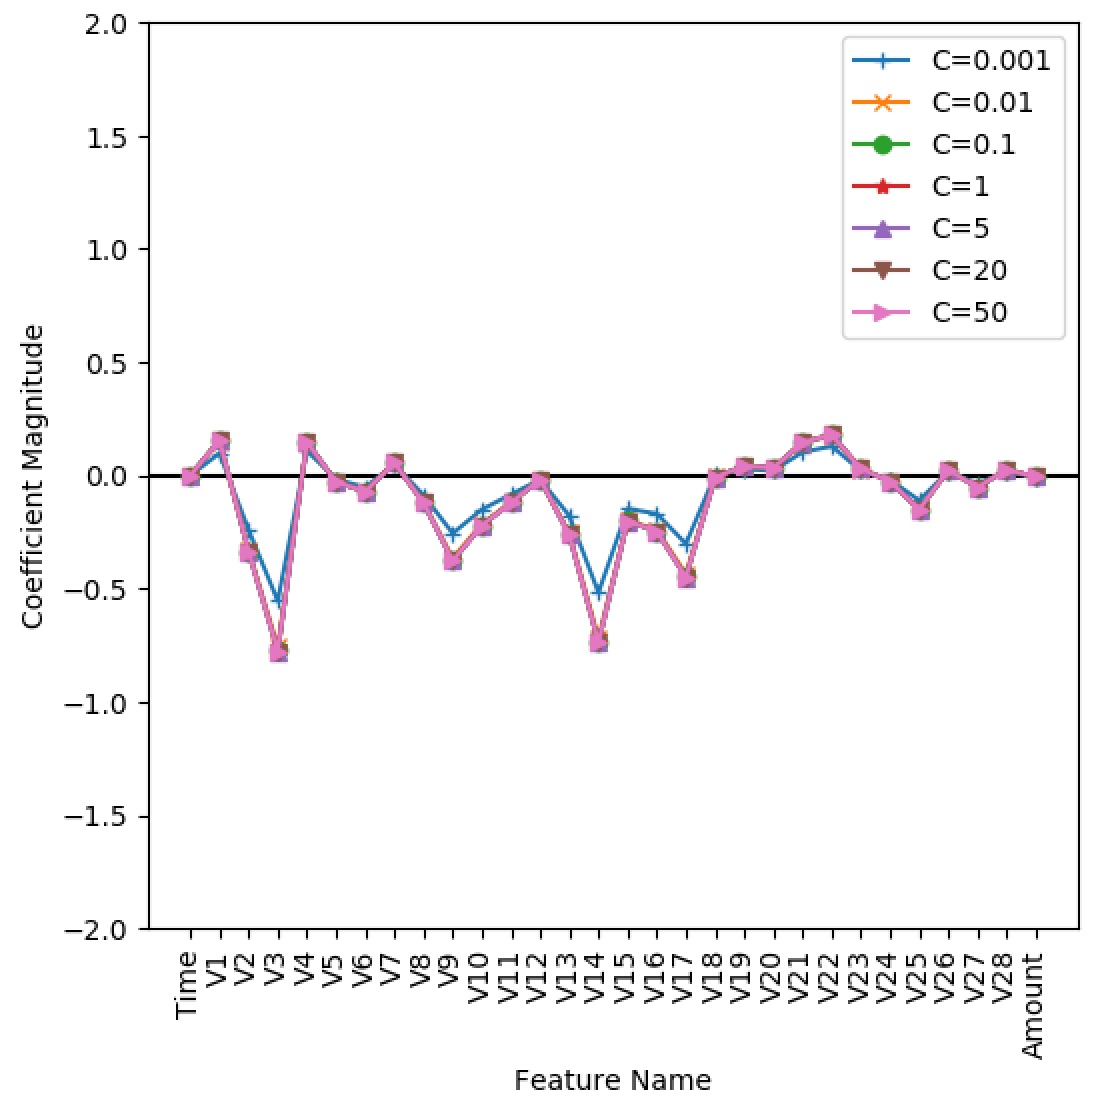 2.0
1.5
1.0
0.5
0.0
−0.5
−1.0
−1.5
−2.0
Coefficient Magnitude
C=0.001
C=0.01
C=0.1
C=1
C=5
C=20
C=50
Time
V1
V2
V3
V4
V5
V6
V7
V8
V9
V10
V11
V12
V13
V14
V15
V16
V17
V18
V19
V20
V21
V22
V23
V24
V25
V26
V27
V28
Amount
Feature Name